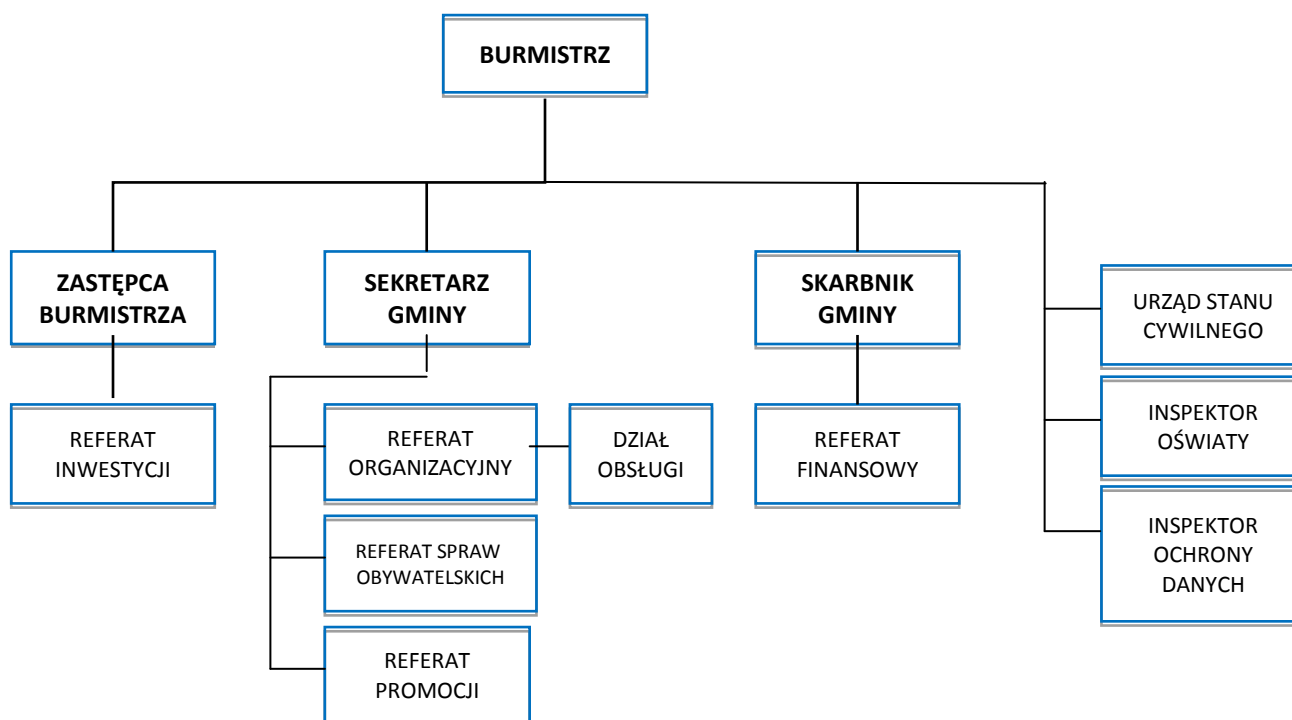 BURMISTRZ
ZASTĘPCA
BURMISTRZA
SEKRETARZ
GMINY
SKARBNIK
GMINY
URZĄD STANU
CYWILNEGO
REFERAT
INWESTYCJI
REFERAT
ORGANIZACYJNY
DZIAŁ
OBSŁUGI
REFERAT
FINANSOWY
INSPEKTOR
OŚWIATY
REFERAT SPRAW
OBYWATELSKICH
INSPEKTOR
OCHRONY
DANYCH
REFERAT
PROMOCJI